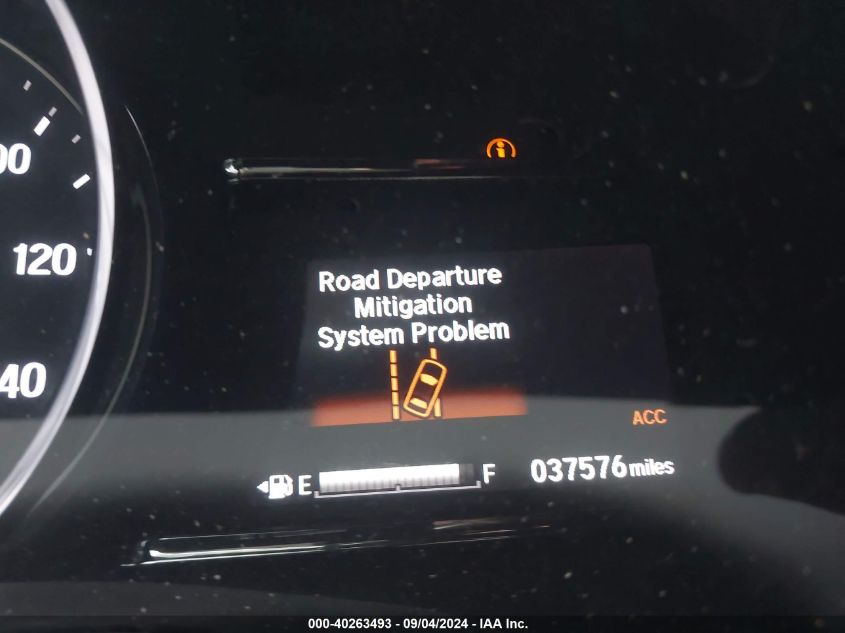 00
120
40
Road Departure
Mitigation
System Problem
ACC
E F 037576 miles
000-40263493 - 09/04/2024 - IAA Inc.